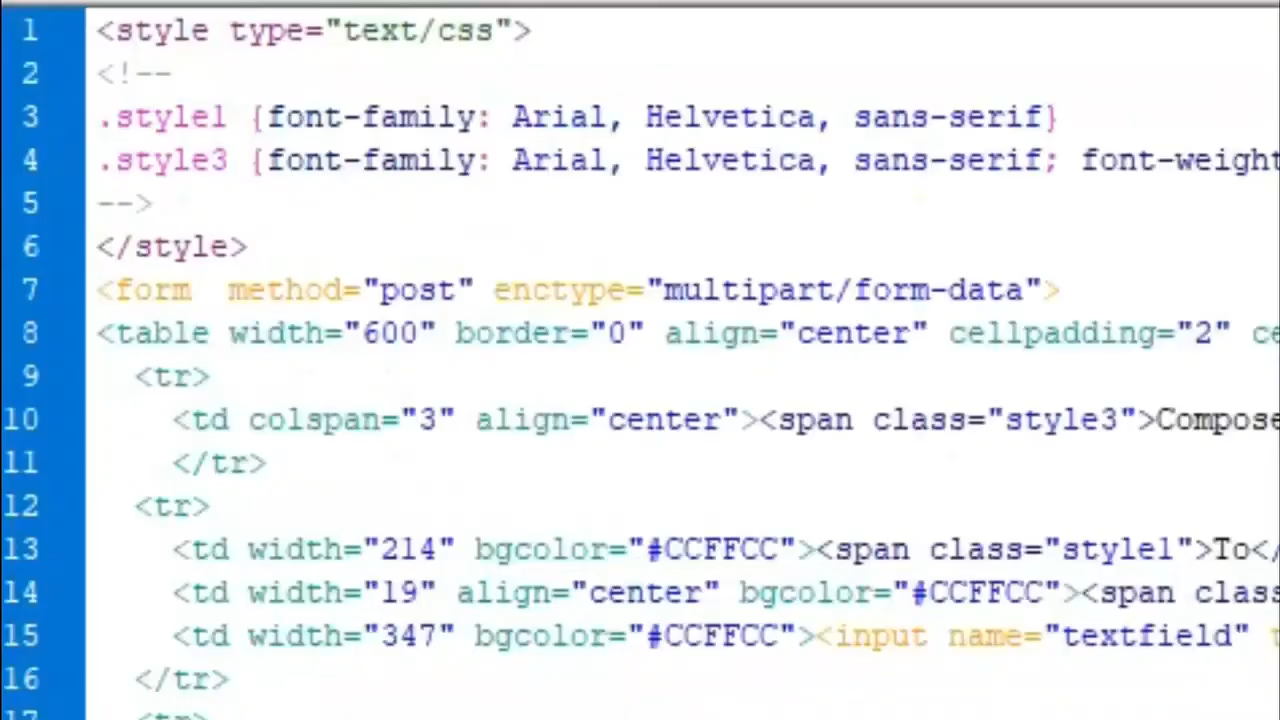 1 <style type="text/css">
2 <!--
3 .style1 {font-family: Arial, Helvetica, sans-serif}
4 .style3 {font-family: Arial, Helvetica, sans-serif; font-weight
5 -->
6 </style>
7 <form  method="post" enctype="multipart/form-data">
8 <table width="600" border="0" align="center" cellpadding="2" ce
9   <tr>
10     <td colspan="3" align="center"><span class="style3">Compose
11     </tr>
12   <tr>
13     <td width="214" bgcolor="#CCFFCC"><span class="style1">To</
14     <td width="19" align="center" bgcolor="#CCFFCC"><span class
15     <td width="347" bgcolor="#CCFFCC"><input name="textfield"
16   </tr>
17   <tr>